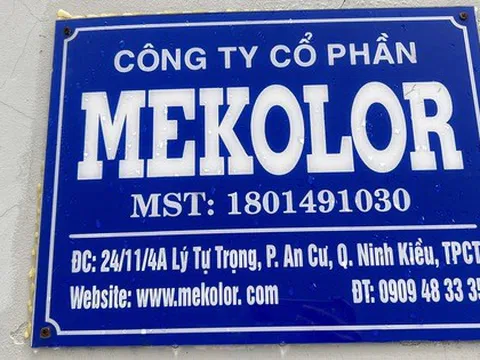 CÔNG TY CỔ PHẦN
MEKOLOR
MST: 1801491030
ĐC: 24/11/4A Lý Tự Trọng, P. An Cư, Q. Ninh Kiều, TPCT
Website: www.mekolor. com ĐT: 0909 48 33 35